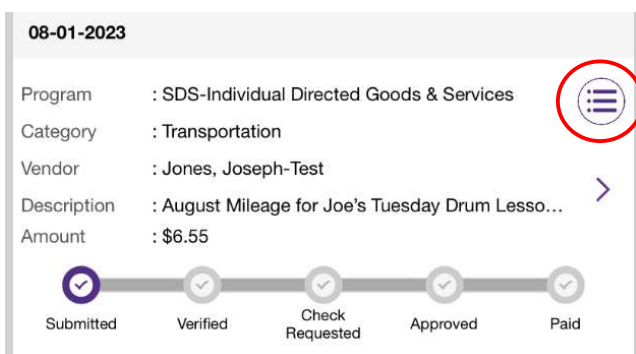 08-01-2023
Program : SDS-Individual Directed Goods & Services
Category : Transportation
Vendor : Jones, Joseph-Test
Description : August Mileage for Joe's Tuesday Drum Lesso...
Amount : $6.55
Submitted Verified Check Requested Approved Paid